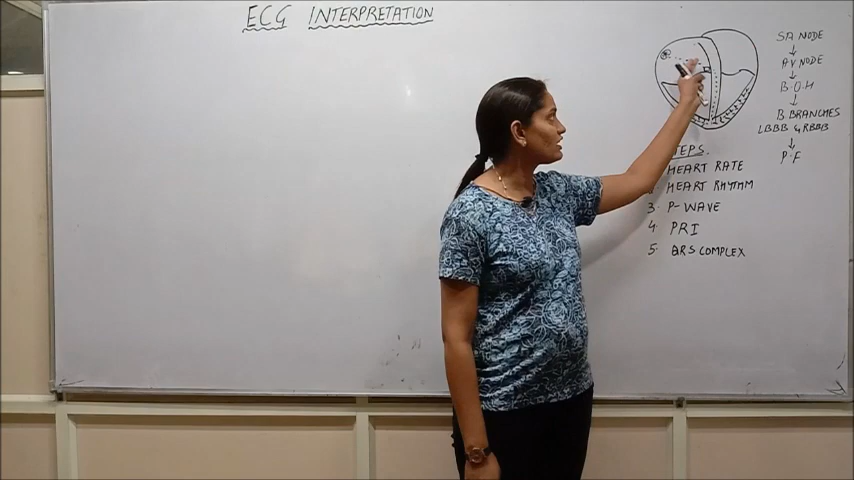 ECG INTERPRETATION
SA NODE
↓
AV NODE
↓
B.O.H
↓
B BRANCHES
LBBB & RBBB
↓
P.F
HEART RATE
HEART RHYTHM
3. P-WAVE
4. PRI
5. QRS COMPLEX